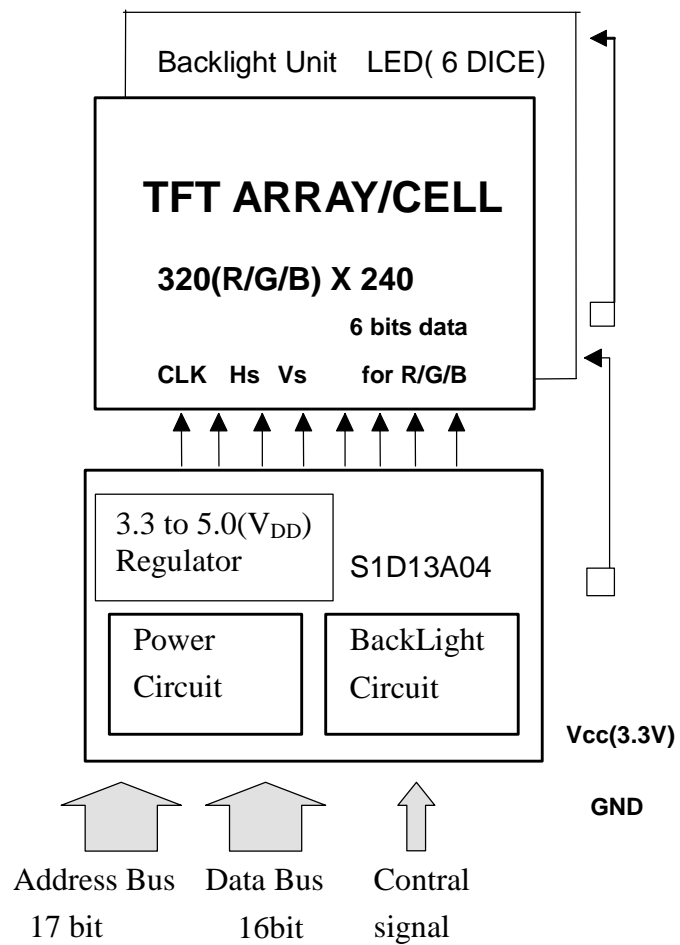 Backlight Unit LED( 6 DICE)
TFT ARRAY/CELL
320(R/G/B) X 240
6 bits data
CLK Hs Vs for R/G/B
3.3 to 5.0(VDD)
Regulator
S1D13A04
Power
Circuit
BackLight
Circuit
Vcc(3.3V)
GND
Address Bus
17 bit
Data Bus
16bit
Contral
signal